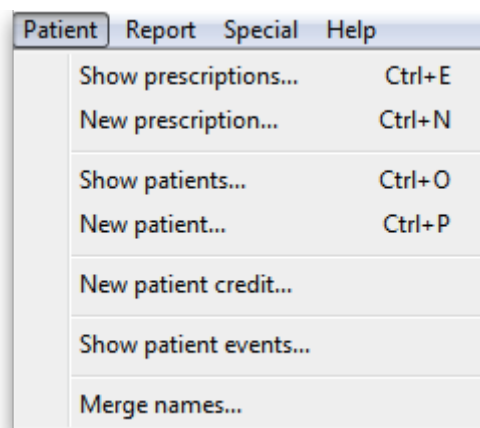 Patient Report Special Help
Show prescriptions... Ctrl+E
New prescription... Ctrl+N
Show patients... Ctrl+O
New patient... Ctrl+P
New patient credit...
Show patient events...
Merge names...